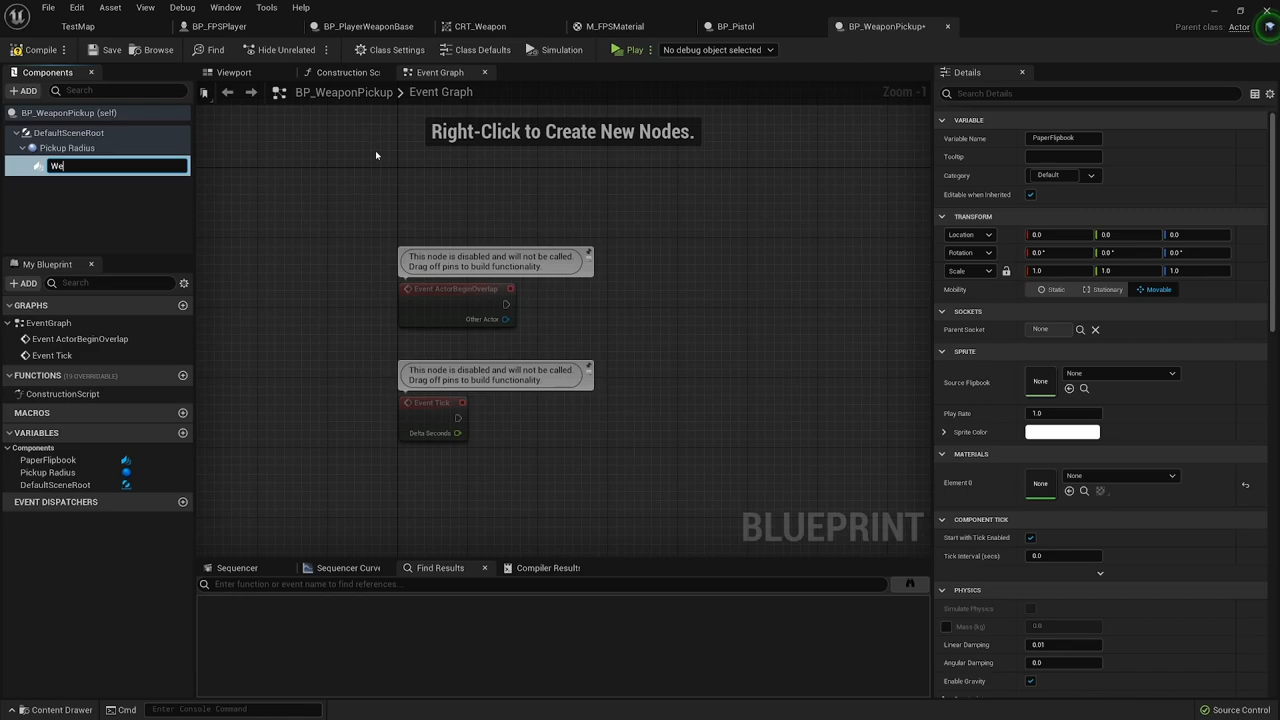 File Edit Asset View Debug Window Tools Help
TestMap BP_FPSPlayer BP_PlayerWeaponBase CRT_Weapon M_FPSMaterial BP_Pistol BP_WeaponPickup• Parent class: Actor
Compile Save Browse Find Hide Unrelated Class Settings Class Defaults Simulation Play No debug object selected
Components
ADD Search
BP_WeaponPickup (self)
DefaultSceneRoot
Pickup Radius
We
My Blueprint
ADD Search
GRAPHS
EventGraph
Event ActorBeginOverlap
Event Tick
FUNCTIONS (19 OVERRIDABLE)
ConstructionScript
MACROS
VARIABLES
Components
PaperFlipbook
Pickup Radius
DefaultSceneRoot
EVENT DISPATCHERS
Viewport Construction Sc Event Graph
BP_WeaponPickup > Event Graph Zoom -1
Right-Click to Create New Nodes.
This node is disabled and will not be called.
Drag off pins to build functionality.
Event ActorBeginOverlap
Other Actor
This node is disabled and will not be called.
Drag off pins to build functionality.
Event Tick
Delta Seconds
BLUEPRINT
Sequencer Sequencer Curv Find Results Compiler Results
Enter function or event name to find references...
Details
Search Details
VARIABLE
Variable Name PaperFlipbook
Tooltip
Category Default
Editable when Inherited
TRANSFORM
Location 0.0 0.0 0.0
Rotation 0.0° 0.0° 0.0°
Scale 1.0 1.0 1.0
Mobility Static Stationary Movable
SOCKETS
Parent Socket None
SPRITE
Source Flipbook None None
Play Rate 1.0
Sprite Color
MATERIALS
Element 0 None None
COMPONENT TICK
Start with Tick Enabled
Tick Interval (secs) 0.0
PHYSICS
Simulate Physics
Mass (kg) 0.0
Linear Damping 0.01
Angular Damping 0.0
Enable Gravity
Content Drawer Cmd Enter Console Command Source Control